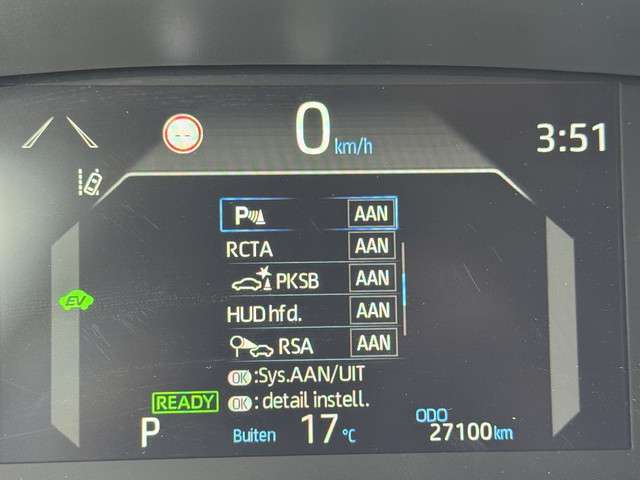 0 km/h
3:51
P AAN
RCTA AAN
PKSB AAN
HUD hfd. AAN
EV
RSA AAN
OK :Sys.AAN/UIT
READY OK : detail instell.
P Buiten 17 °C ODO 27100 km